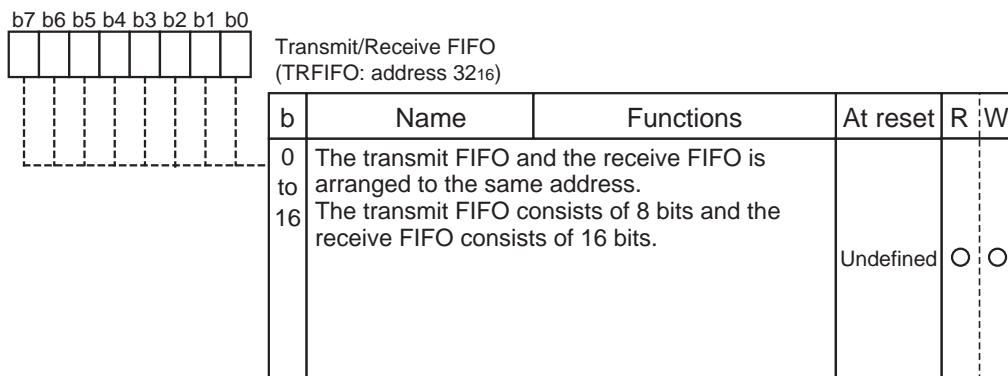 b7 b6 b5 b4 b3 b2 b1 b0
Transmit/Receive FIFO
(TRFIFO: address 3216)
b Name Functions At reset R W
0 to 16
The transmit FIFO and the receive FIFO is
arranged to the same address.
The transmit FIFO consists of 8 bits and the
receive FIFO consists of 16 bits.
Undefined